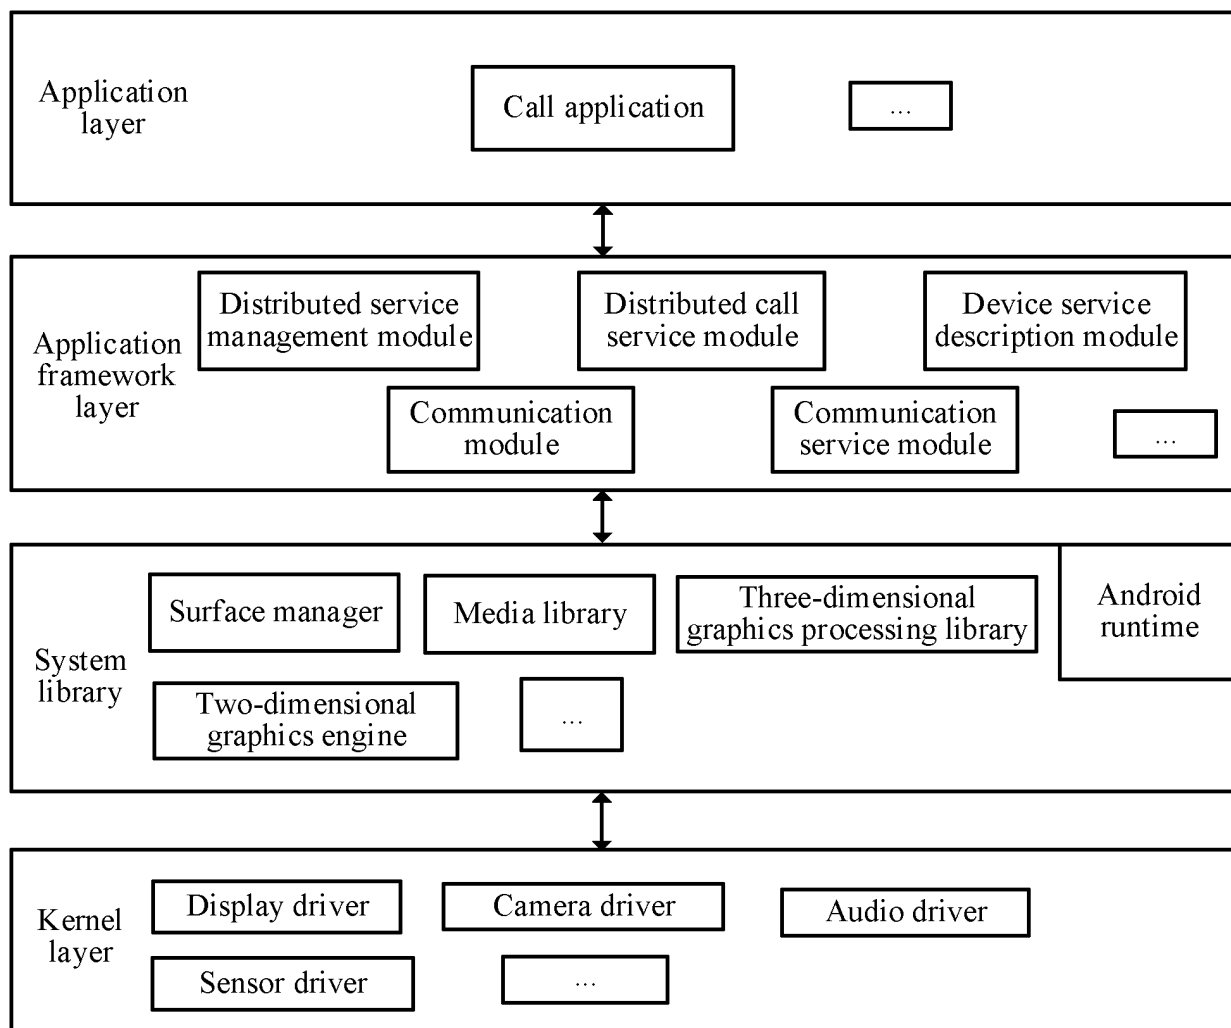 Application
layer
Call application
...
Application
framework
layer
Distributed service
management module
Distributed call
service module
Device service
description module
Communication
module
Communication
service module
...
System
library
Surface manager
Media library
Three-dimensional
graphics processing library
Android
runtime
Two-dimensional
graphics engine
...
Kernel
layer
Display driver
Camera driver
Audio driver
Sensor driver
...